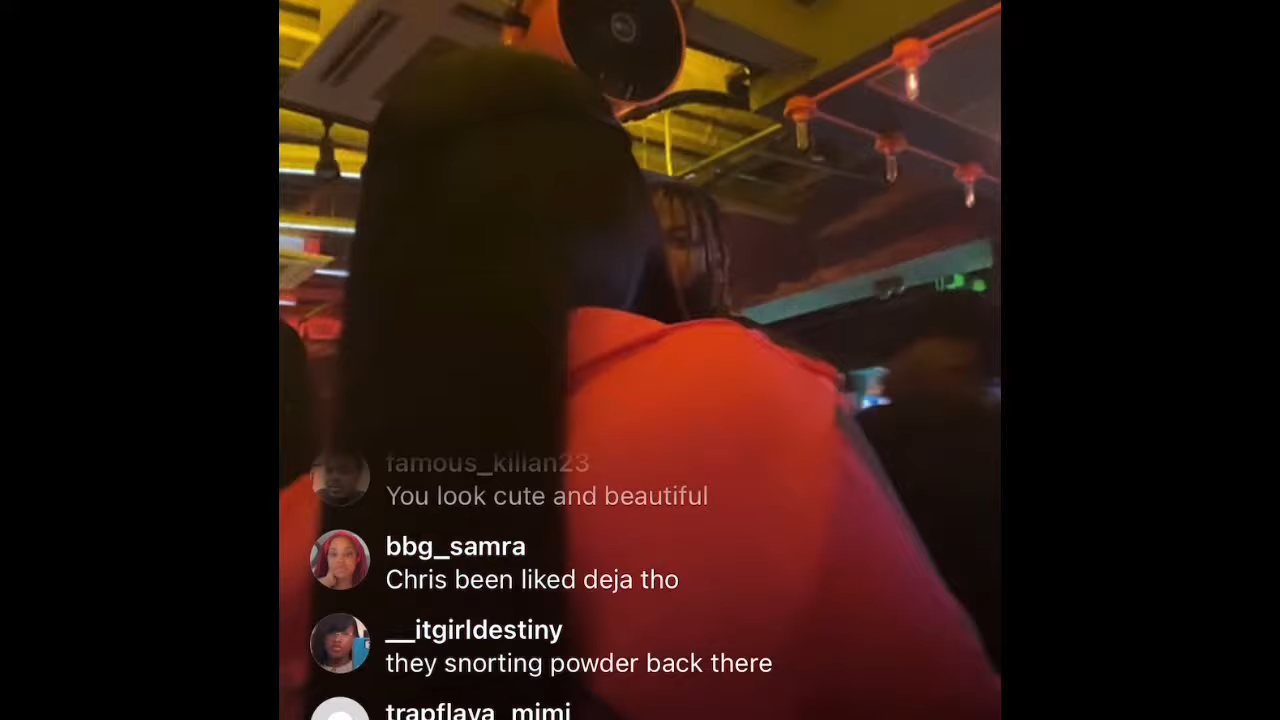 famous_killan23
You look cute and beautiful
bbg_samra
Chris been liked deja tho
__itgirldestiny
they snorting powder back there
trapflava_mimi